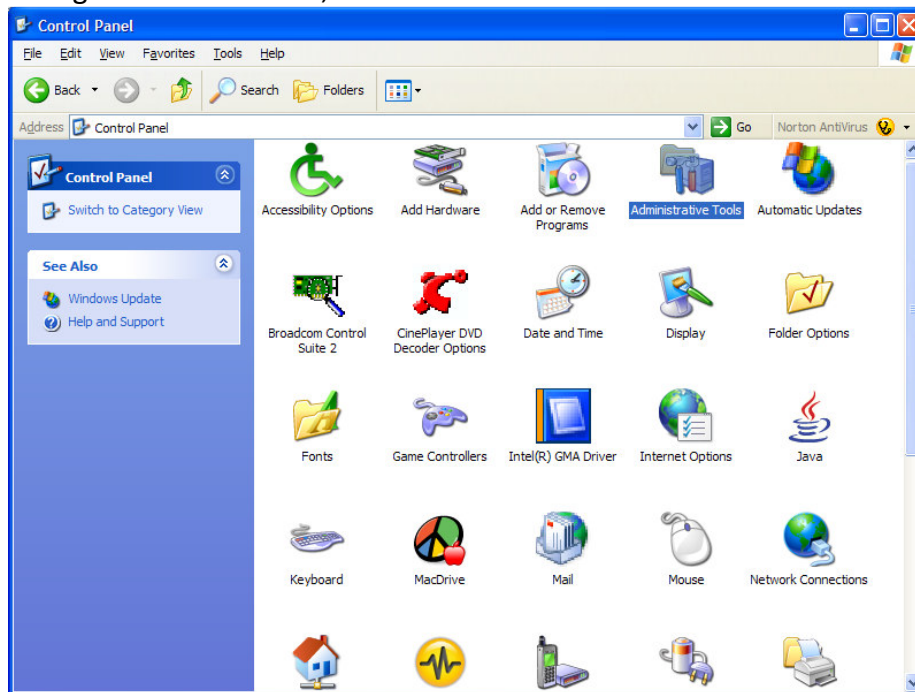 Control Panel
File Edit View Favorites Tools Help
Back Search Folders
Address Control Panel Go Norton AntiVirus
Control Panel
Switch to Category View
See Also
Windows Update
Help and Support
Accessibility Options Add Hardware Add or Remove Programs Administrative Tools Automatic Updates
Broadcom Control Suite 2 CinePlayer DVD Decoder Options Date and Time Display Folder Options
Fonts Game Controllers Intel(R) GMA Driver Internet Options Java
Keyboard MacDrive Mail Mouse Network Connections